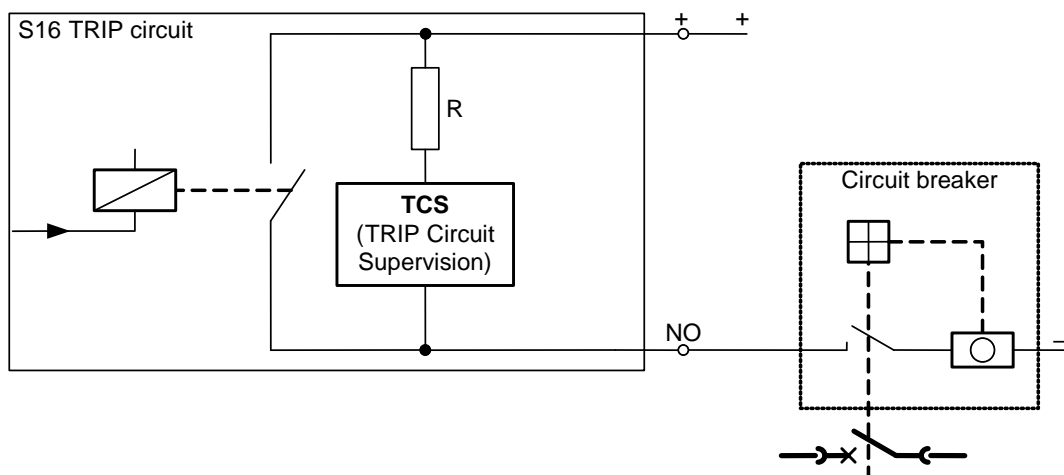 S16 TRIP circuit
+ +
R
TCS
(TRIP Circuit
Supervision)
Circuit breaker
NO
–